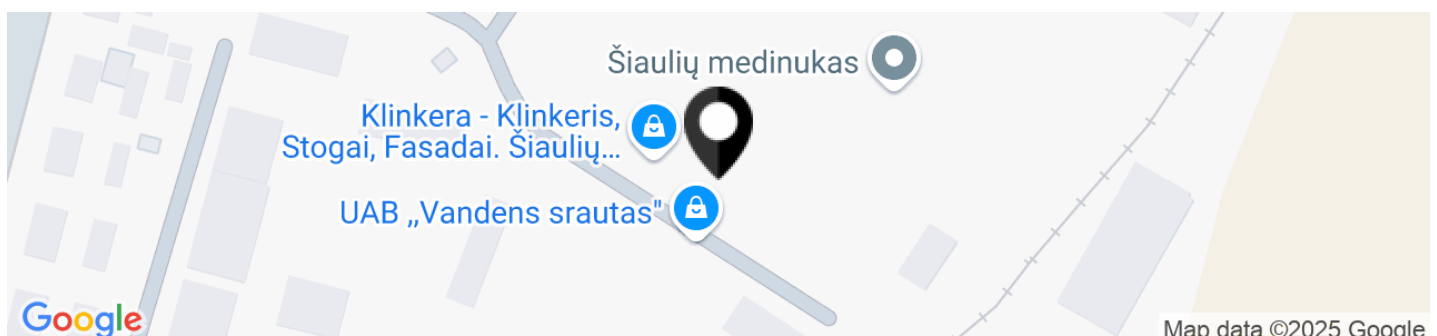 Šiaulių medinukas
Klinkera - Klinkeris,
Stogai, Fasadai. Šiaulių...
UAB ,,Vandens srautas"
Google
Map data ©2025 Google